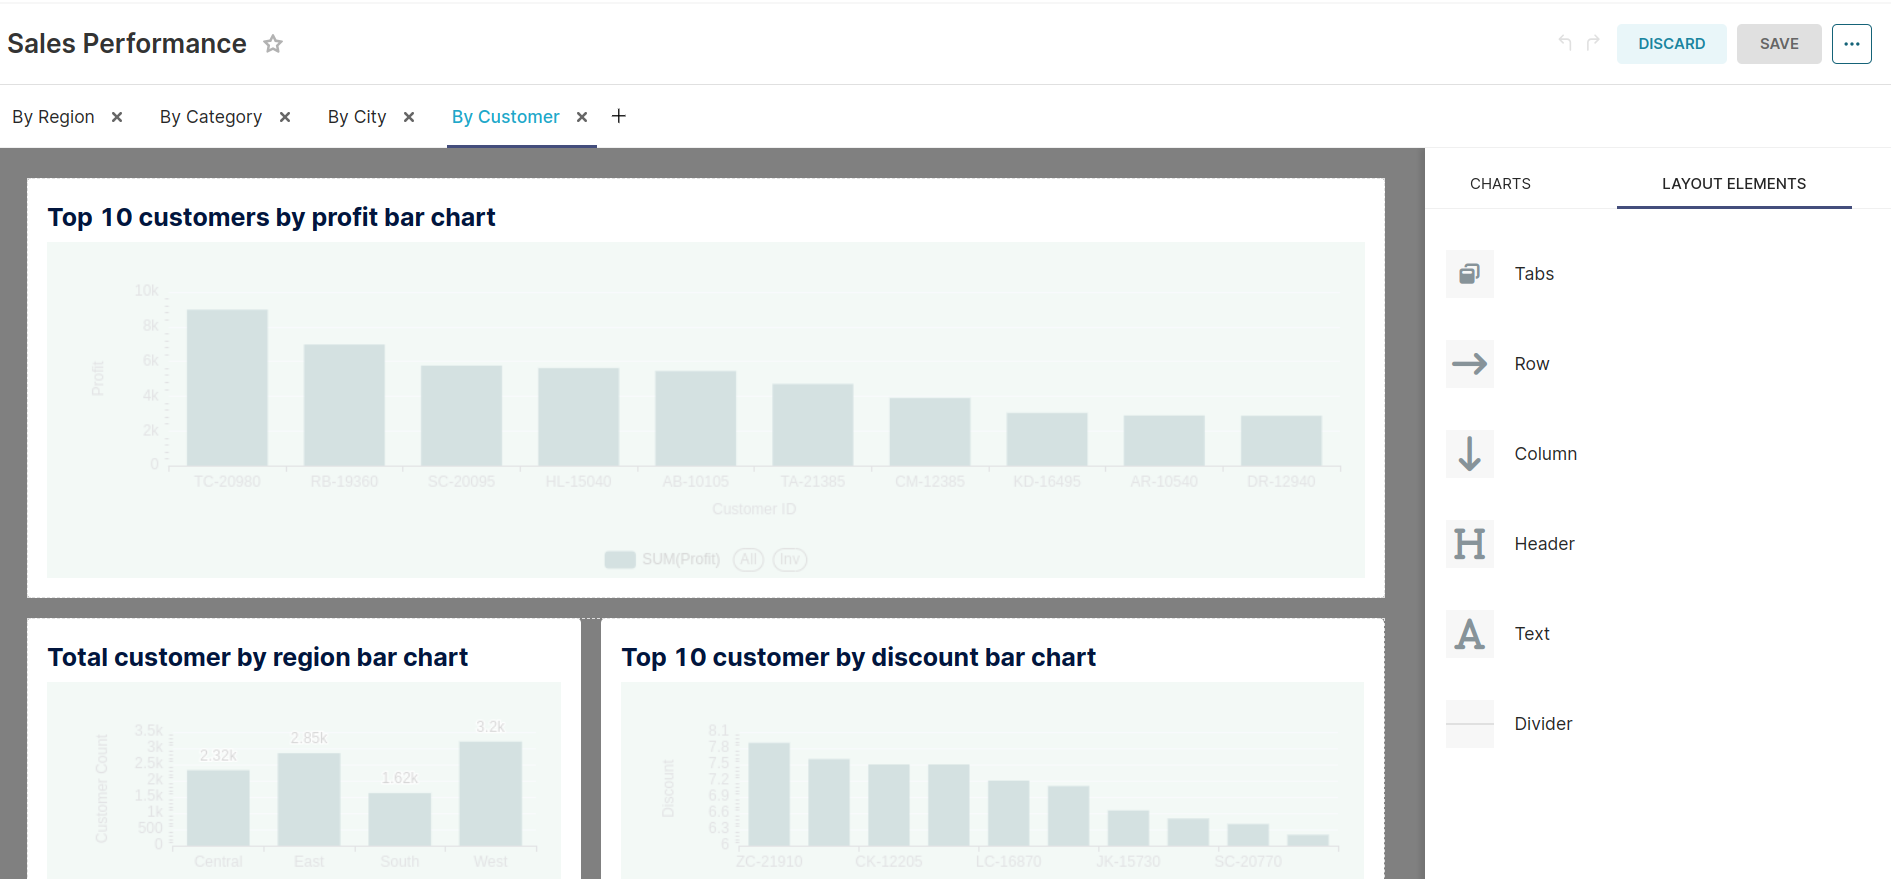 Sales Performance
DISCARD
SAVE
By Region
By Category
By City
By Customer
CHARTS
LAYOUT ELEMENTS
Top 10 customers by profit bar chart
10k
8k
6k
4k
2k
0
Profit
TC-20980 RB-19360 SC-20095 HL-15040 AB-10105 TA-21385 CM-12385 KD-16495 AR-10540 DR-12940
Customer ID
SUM(Profit) All Inv
Total customer by region bar chart
3.5k
3k
2.5k
2k
1.5k
1k
500
0
Customer Count
2.32k
2.85k
1.62k
3.2k
Central East South West
Top 10 customer by discount bar chart
8.1
7.8
7.5
7.2
6.9
6.6
6.3
6
Discount
ZC-21910 CK-12205 LC-16870 JK-15730 SC-20770
Tabs
Row
Column
H Header
A Text
Divider